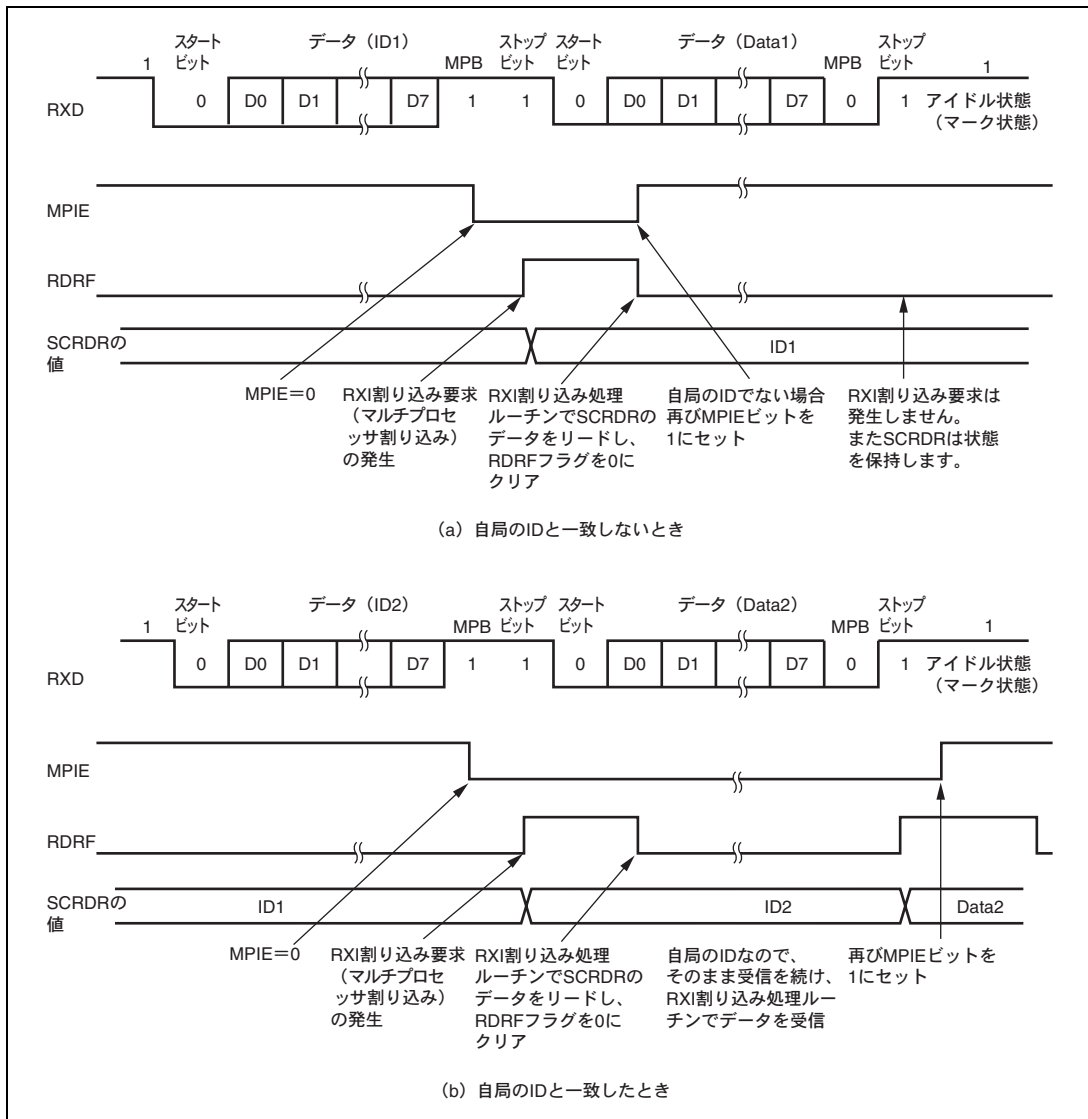 スタート
ビット
データ（ID1）
ストップ
ビット
スタート
ビット
データ（Data1）
ストップ
ビット
1
MPB
MPB
1
RXD
0 D0 D1 D7 1 1 0 D0 D1 D7 0 1 アイドル状態
（マーク状態）
MPIE
RDRF
SCRDRの
値
ID1
MPIE＝0
RXI割り込み要求
（マルチプロセ
ッサ割り込み）
の発生
RXI割り込み処理
ルーチンでSCRDRの
データをリードし、
RDRFフラグを0に
クリア
自局のIDでない場合
再びMPIEビットを
1にセット
RXI割り込み要求は
発生しません。
またSCRDRは状態
を保持します。
（a）自局のIDと一致しないとき
スタート
ビット
データ（ID2）
ストップ
ビット
スタート
ビット
データ（Data2）
ストップ
ビット
1
MPB
MPB
1
RXD
0 D0 D1 D7 1 1 0 D0 D1 D7 0 1 アイドル状態
（マーク状態）
MPIE
RDRF
SCRDRの
値
ID1
ID2
Data2
MPIE＝0
RXI割り込み要求
（マルチプロセ
ッサ割り込み）
の発生
RXI割り込み処理
ルーチンでSCRDRの
データをリードし、
RDRFフラグを0に
クリア
自局のIDなので、
そのまま受信を続け、
RXI割り込み処理ルー
チンでデータを受信
再びMPIEビットを
1にセット
（b）自局のIDと一致したとき